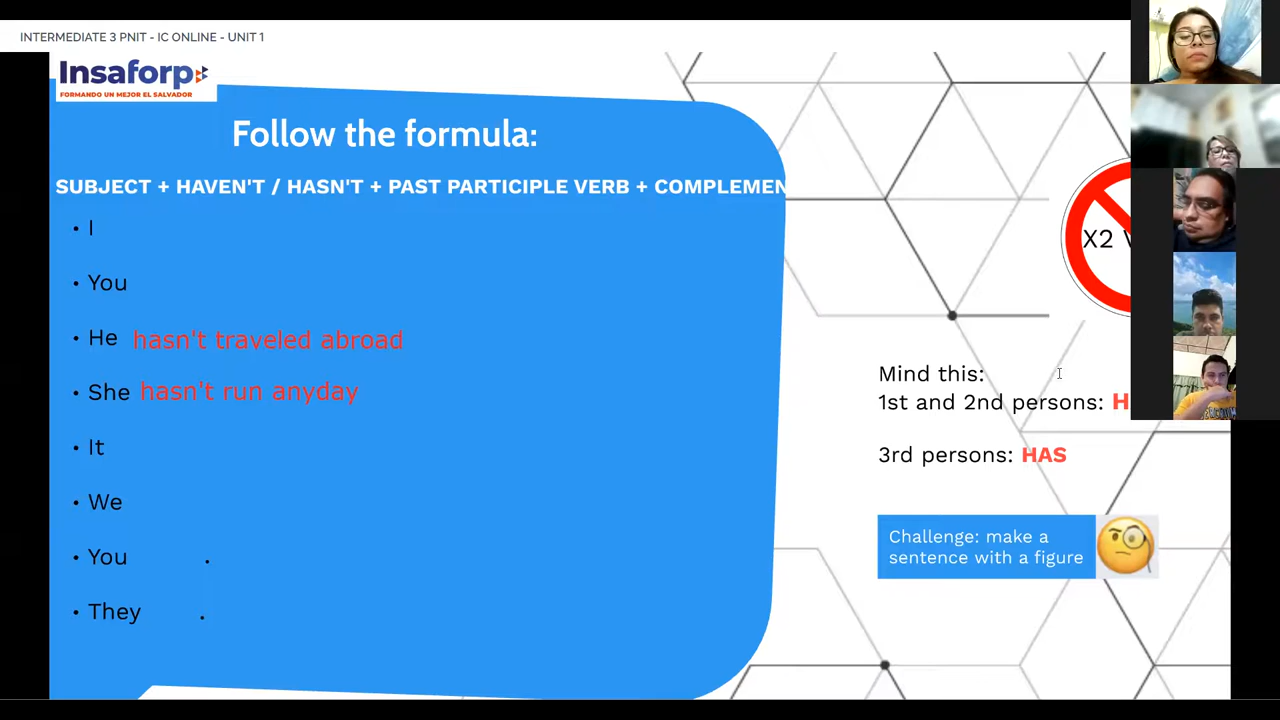 INTERMEDIATE 3 PNIT - IC ONLINE - UNIT 1
Insaforp
FORMANDO UN MEJOR EL SALVADOR
Follow the formula:
SUBJECT + HAVEN'T / HASN'T + PAST PARTICIPLE VERB + COMPLEMEN
• I
• You
• He hasn't traveled abroad
• She hasn't run anyday
• It
• We
• You .
• They .
X2
Mind this:
1st and 2nd persons: H
3rd persons: HAS
Challenge: make a
sentence with a figure